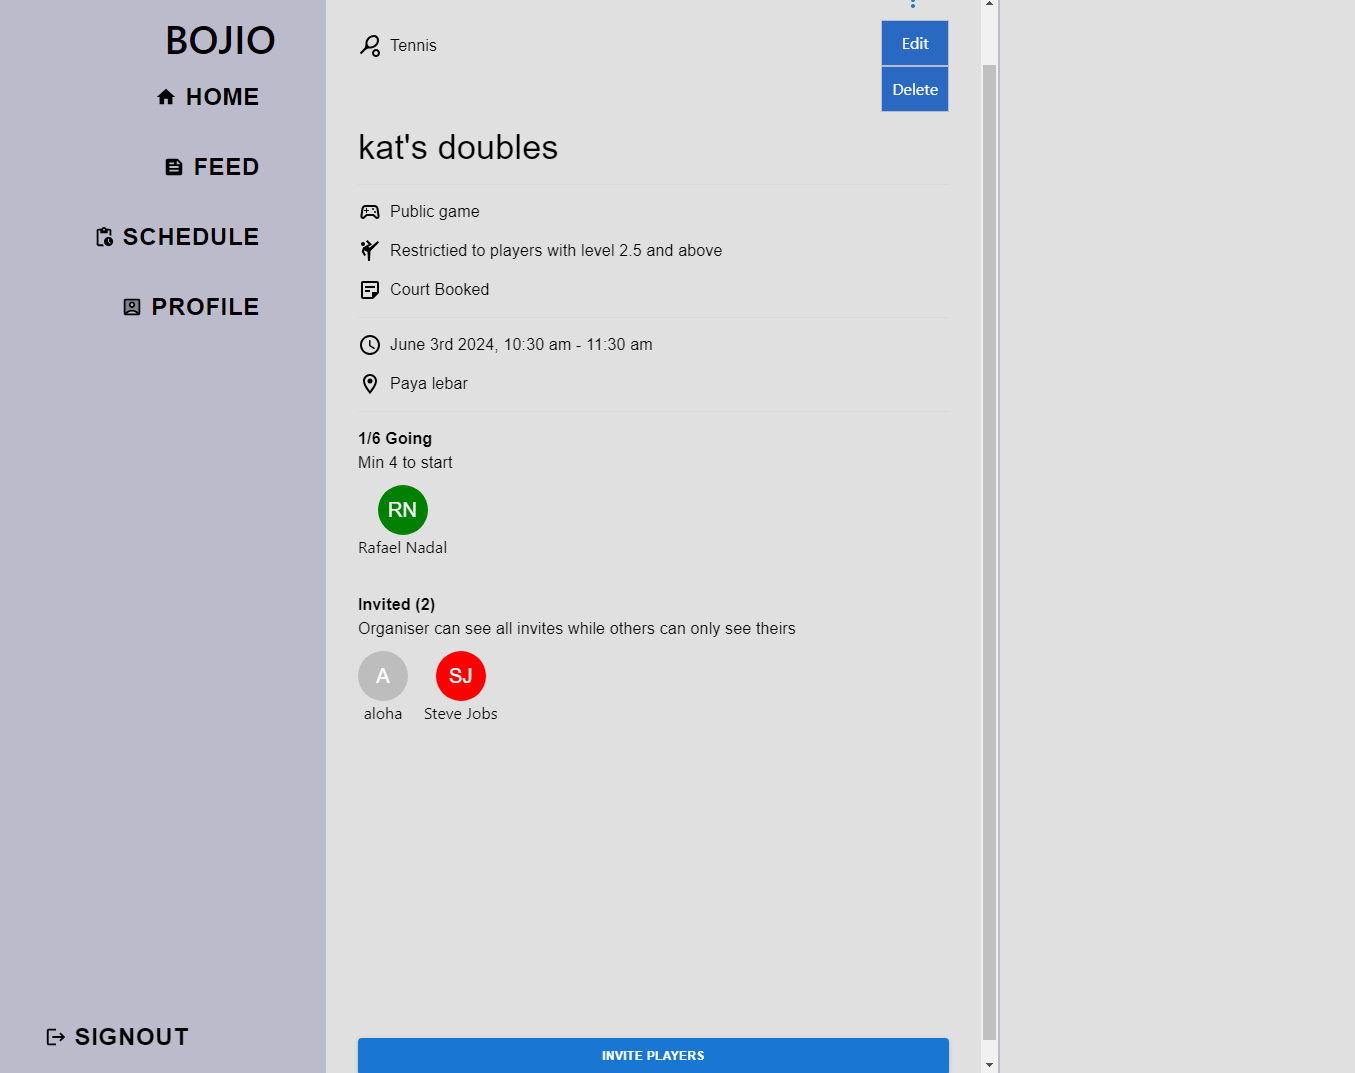 BOJIO
HOME
FEED
SCHEDULE
PROFILE
SIGNOUT
Tennis
Edit
Delete
kat's doubles
Public game
Restrictied to players with level 2.5 and above
Court Booked
June 3rd 2024, 10:30 am - 11:30 am
Paya lebar
1/6 Going
Min 4 to start
RN
Rafael Nadal
Invited (2)
Organiser can see all invites while others can only see theirs
A SJ
aloha Steve Jobs
INVITE PLAYERS